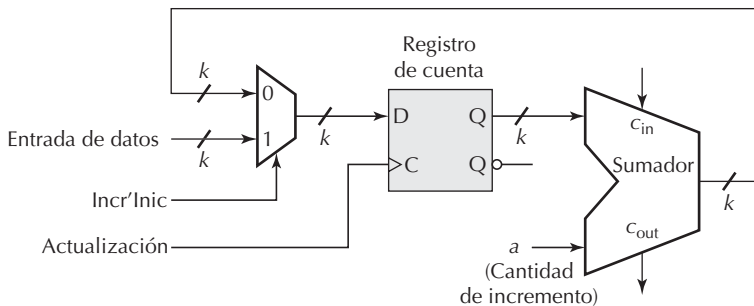 Registro
de cuenta
k
0
k
D
Q
k
c_in
Entrada de datos
1
k
Sumador
C
Q
k
Incr'Inic
c_out
Actualización
a
(Cantidad
de incremento)